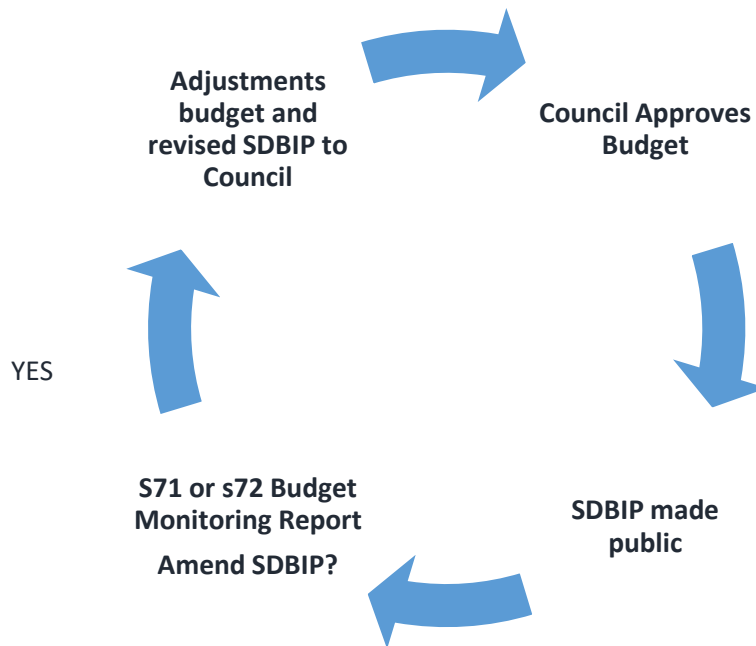 Adjustments
budget and
revised SDBIP to
Council
Council Approves
Budget
YES
S71 or s72 Budget
Monitoring Report
Amend SDBIP?
SDBIP made
public